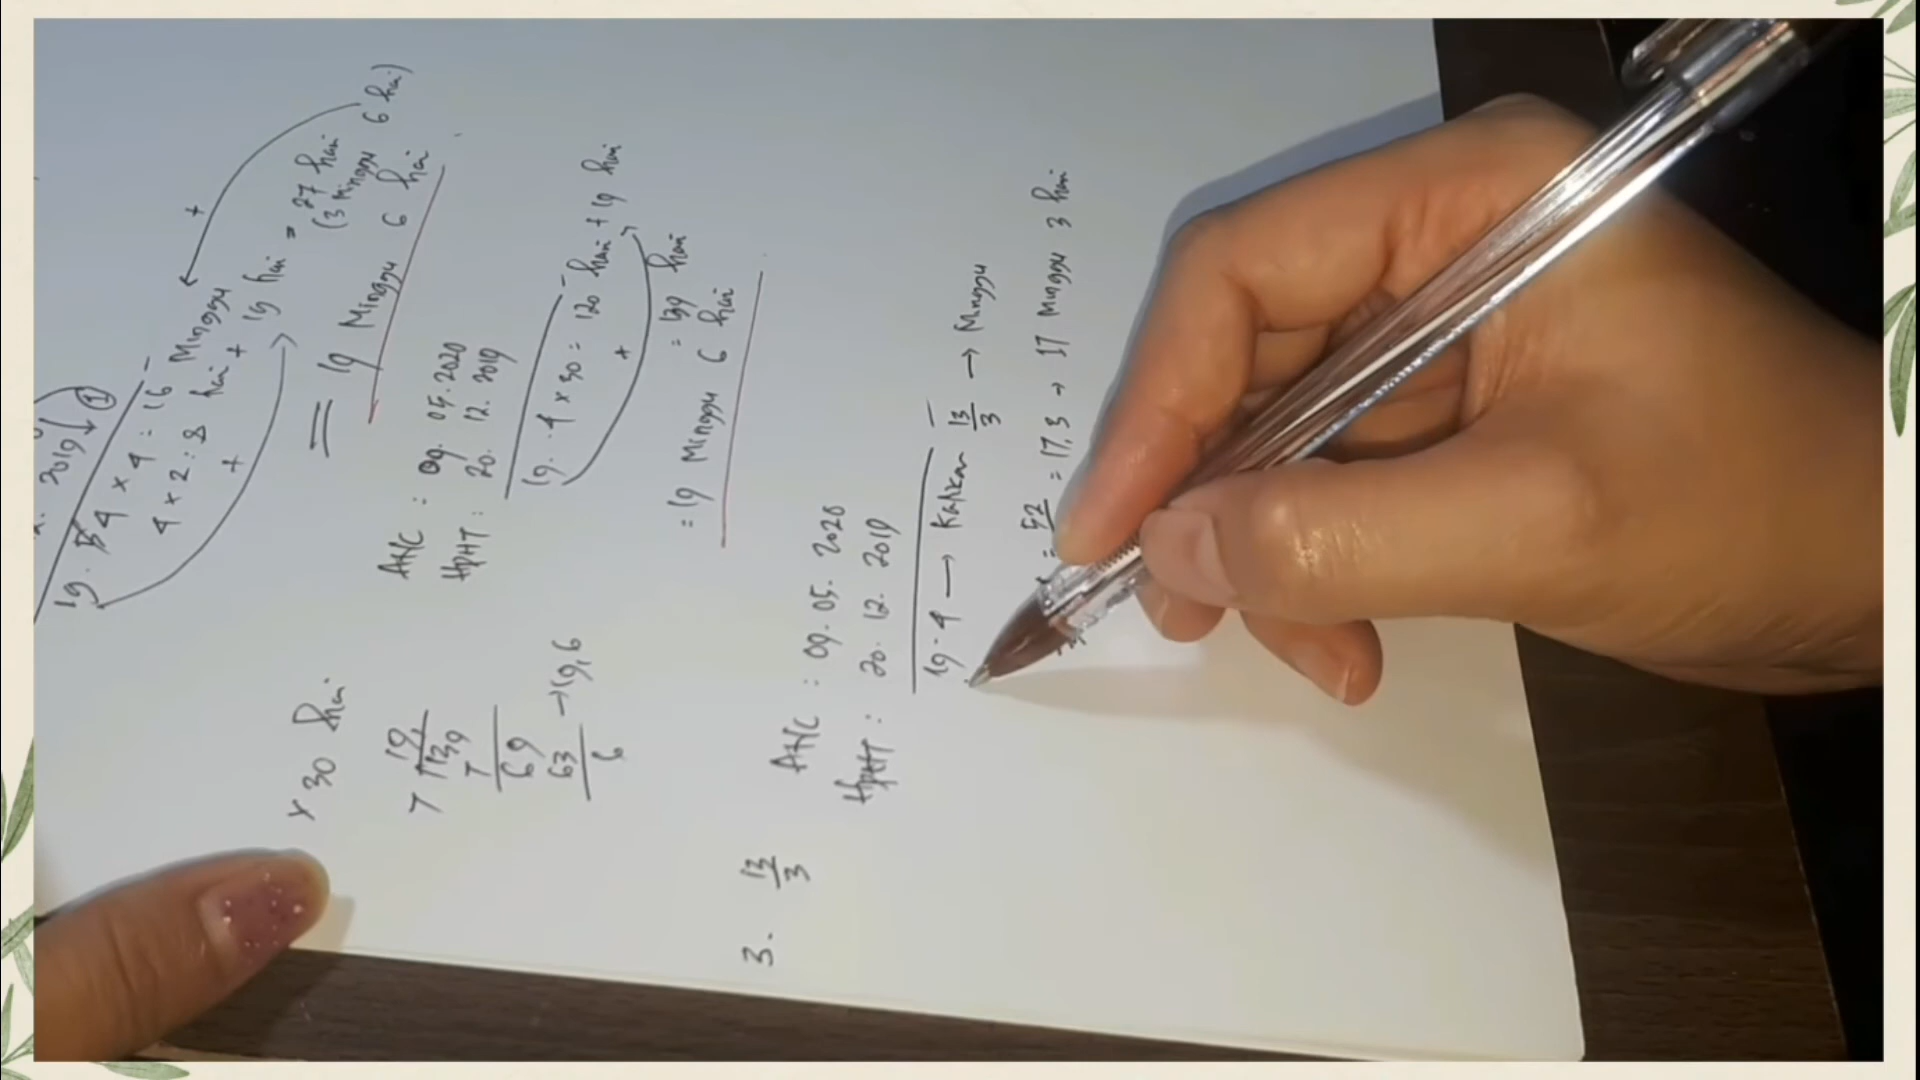 2019 ①
19. 4 x 4 : 16 Minggu
4 x 2 : 8 hari +
19 hari = 27 hari
(3 Minggu 6 hari)
= 19 Minggu 6 hari
x 30 hari
ANC : 09. 05. 2020
HPHT : 20. 12. 2019
19. 4 x 30 = 120 hari + 19 hari
= 139 hari
= 19 Minggu 6 hari
19,
7 139
7
69
63 → 19,6
6
3. 13/3
ANC : 09. 05. 2020
HPHT : 20. 12. 2019
19. 4 → Kalikan 13/3 → Minggu
= 52 = 17,3 → 17 Minggu 3 hari